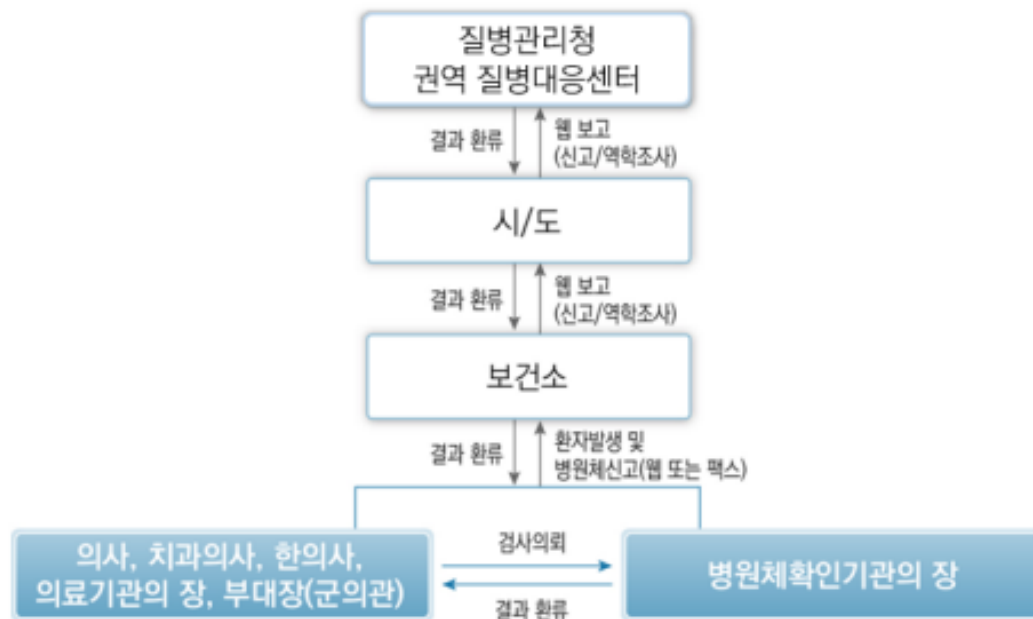 질병관리청
권역 질병대응센터
결과 환류
웹 보고
(신고/역학조사)
시/도
결과 환류
웹 보고
(신고/역학조사)
보건소
결과 환류
환자발생 및
병원체신고(웹 또는 팩스)
의사, 치과의사, 한의사,
의료기관의 장, 부대장(군의관)
검사의뢰
결과 환류
병원체확인기관의 장